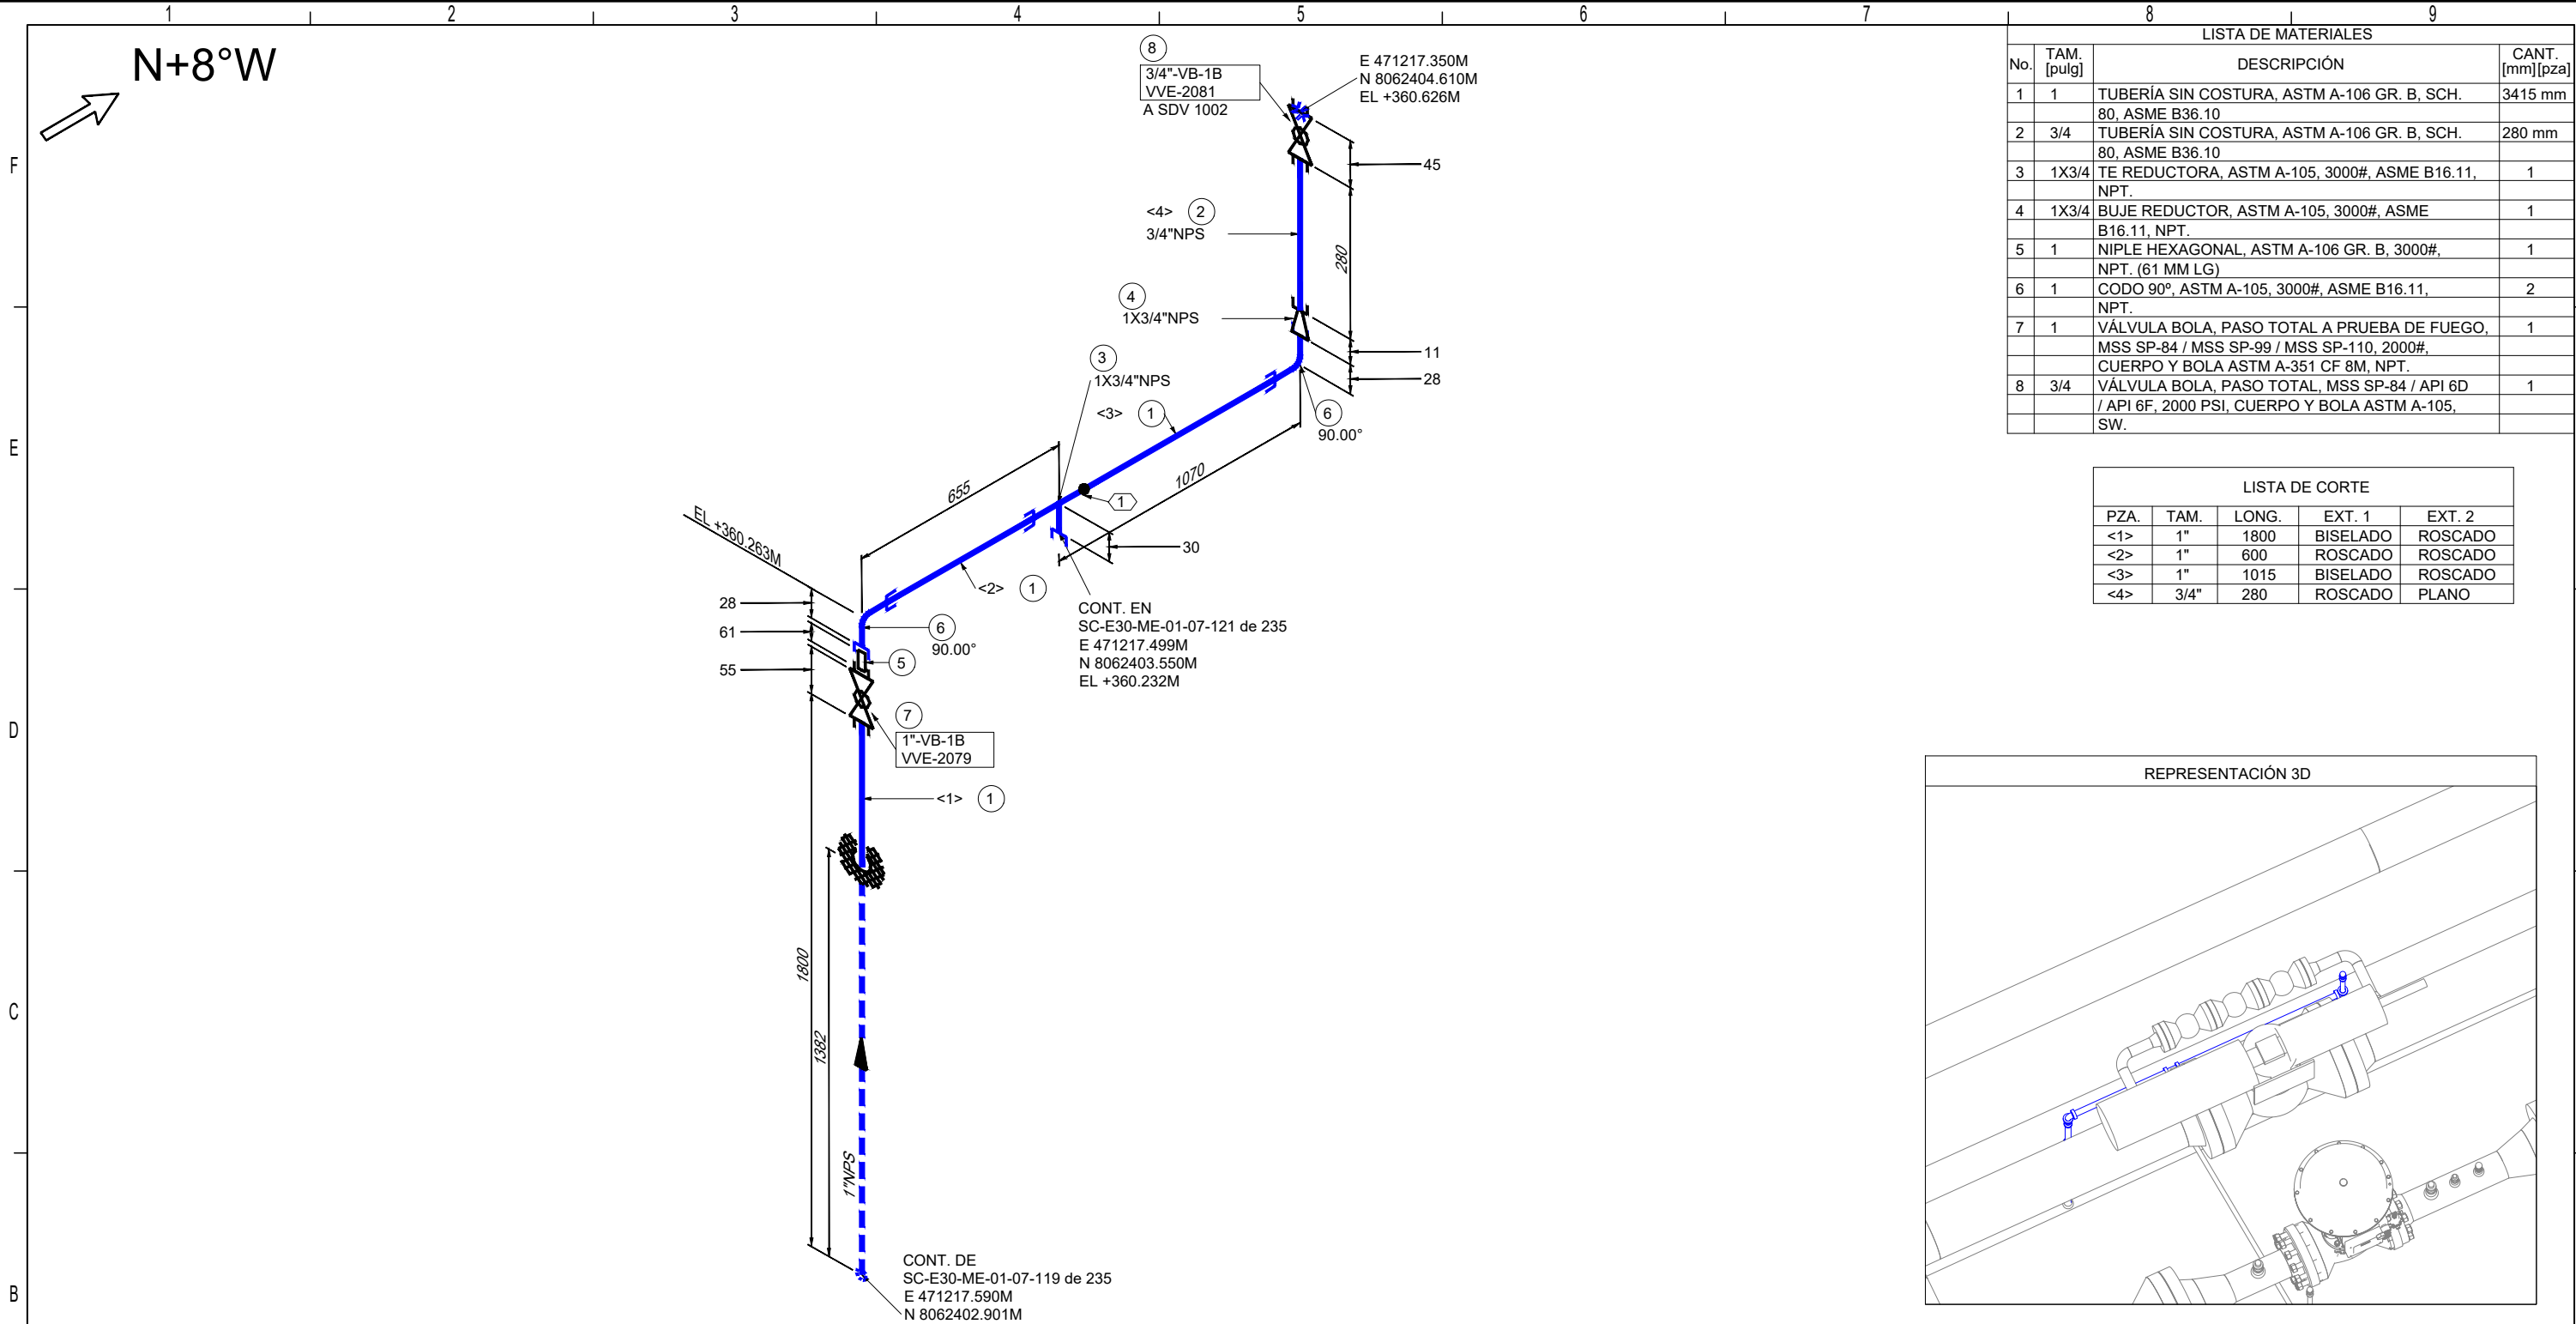 1 2 3 4 5 6 7 8 9
F
E
D
C
B
N+8°W
8
3/4"-VB-1B
VVE-2081
A SDV 1002
E 471217.350M
N 8062404.610M
EL +360.626M
45
<4> 2
3/4"NPS
280
4
1X3/4"NPS
11
28
3
1X3/4"NPS
<3> 1
6
90.00°
655
1070
1
30
EL +360.263M
<2> 1
28
61
55
6
90.00°
5
CONT. EN
SC-E30-ME-01-07-121 de 235
E 471217.499M
N 8062403.550M
EL +360.232M
7
1"-VB-1B
VVE-2079
<1> 1
1800
1382
1"NPS
CONT. DE
SC-E30-ME-01-07-119 de 235
E 471217.590M
N 8062402.901M
LISTA DE MATERIALES
No. TAM. [pulg] DESCRIPCIÓN CANT. [mm][pza]
1 1 TUBERÍA SIN COSTURA, ASTM A-106 GR. B, SCH. 3415 mm
80, ASME B36.10
2 3/4 TUBERÍA SIN COSTURA, ASTM A-106 GR. B, SCH. 280 mm
80, ASME B36.10
3 1X3/4 TE REDUCTORA, ASTM A-105, 3000#, ASME B16.11, 1
NPT.
4 1X3/4 BUJE REDUCTOR, ASTM A-105, 3000#, ASME 1
B16.11, NPT.
5 1 NIPLE HEXAGONAL, ASTM A-106 GR. B, 3000#, 1
NPT. (61 MM LG)
6 1 CODO 90º, ASTM A-105, 3000#, ASME B16.11, 2
NPT.
7 1 VÁLVULA BOLA, PASO TOTAL A PRUEBA DE FUEGO, 1
MSS SP-84 / MSS SP-99 / MSS SP-110, 2000#,
CUERPO Y BOLA ASTM A-351 CF 8M, NPT.
8 3/4 VÁLVULA BOLA, PASO TOTAL, MSS SP-84 / API 6D 1
/ API 6F, 2000 PSI, CUERPO Y BOLA ASTM A-105,
SW.
LISTA DE CORTE
PZA. TAM. LONG. EXT. 1 EXT. 2
<1> 1" 1800 BISELADO ROSCADO
<2> 1" 600 ROSCADO ROSCADO
<3> 1" 1015 BISELADO ROSCADO
<4> 3/4" 280 ROSCADO PLANO
REPRESENTACIÓN 3D